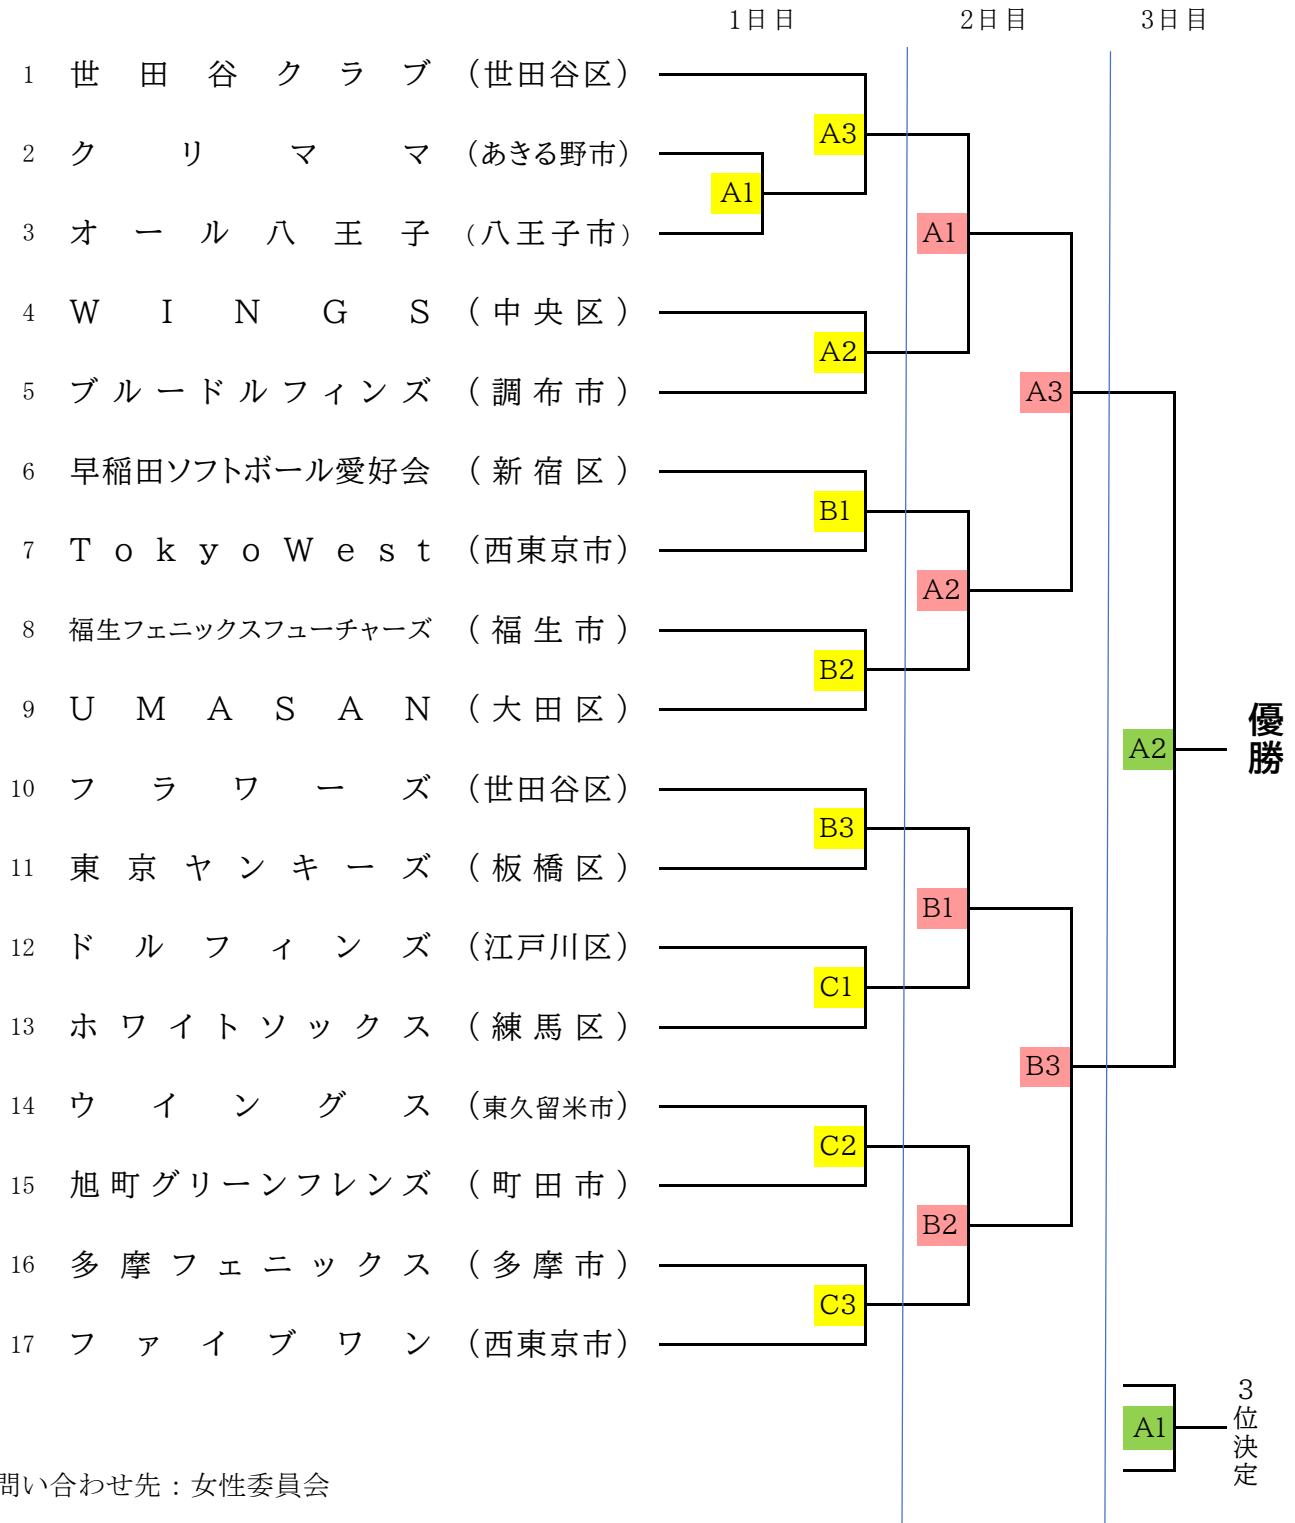 1日日 2日目 3日目
1 世田谷クラブ （世田谷区）
A3
2 クリママ （あきる野市）
A1
3 オール八王子 （八王子市）
A1
4 WINGS （中央区）
A2
5 ブルードルフィンズ （調布市）
A3
6 早稲田ソフトボール愛好会 （新宿区）
B1
7 TokyoWest （西東京市）
A2
8 福生フェニックスフューチャーズ （福生市）
B2
9 UMASAN （大田区）
優勝
A2
10 フラワーズ （世田谷区）
B3
11 東京ヤンキーズ （板橋区）
B1
12 ドルフィンズ （江戸川区）
C1
13 ホワイトソックス （練馬区）
B3
14 ウイングス （東久留米市）
C2
15 旭町グリーンフレンズ （町田市）
B2
16 多摩フェニックス （多摩市）
C3
17 ファイブワン （西東京市）
A1
3位決定
問い合わせ先：女性委員会